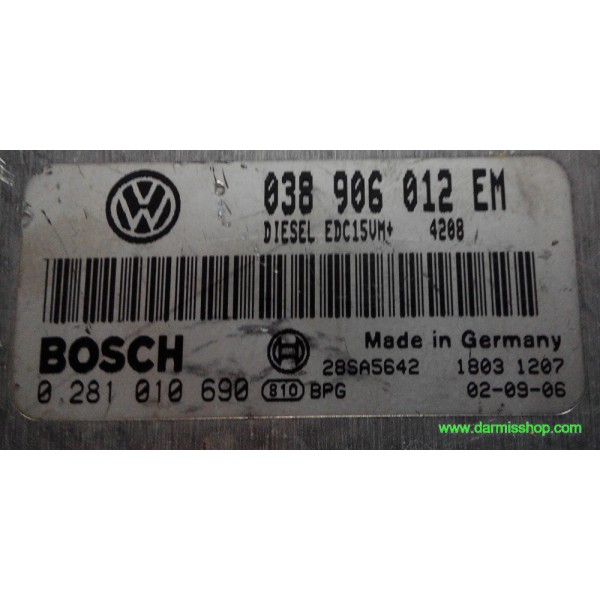 038 906 012 EM
DIESEL EDC15VM+ 4208
BOSCH
Made in Germany
28SA5642 1803 1207
0 281 010 690 810 BPG 02-09-06
www.darmisshop.com